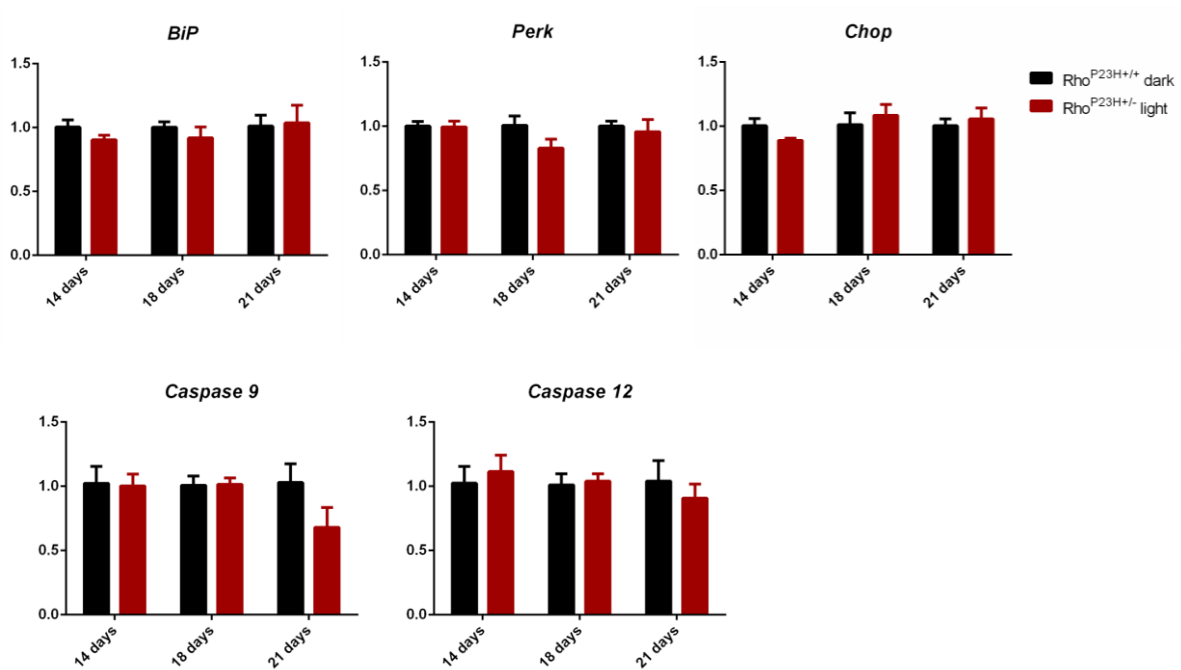 BiP
1.5
1.0
0.5
0.0
14 days
18 days
21 days
Perk
1.5
1.0
0.5
0.0
14 days
18 days
21 days
Chop
1.5
1.0
0.5
0.0
14 days
18 days
21 days
Rho^P23H+/+ dark
Rho^P23H+/- light
Caspase 9
1.5
1.0
0.5
0.0
14 days
18 days
21 days
Caspase 12
1.5
1.0
0.5
0.0
14 days
18 days
21 days